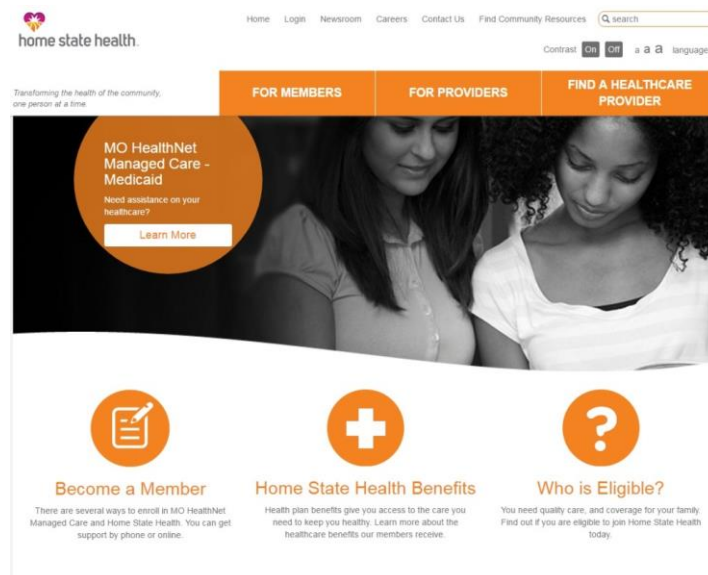 Home Login Newsroom Careers Contact Us Find Community Resources search
home state health.
Contrast On Off a a a language
Transforming the health of the community,
one person at a time.
FOR MEMBERS
FOR PROVIDERS
FIND A HEALTHCARE
PROVIDER
MO HealthNet
Managed Care -
Medicaid
Need assistance on your
healthcare?
Learn More
Become a Member
There are several ways to enroll in MO HealthNet
Managed Care and Home State Health. You can get
support by phone or online.
Home State Health Benefits
Health plan benefits give you access to the care you
need to keep you healthy. Learn more about the
healthcare benefits our members receive.
Who is Eligible?
You need quality care, and coverage for your family.
Find out if you are eligible to join Home State Health
today.